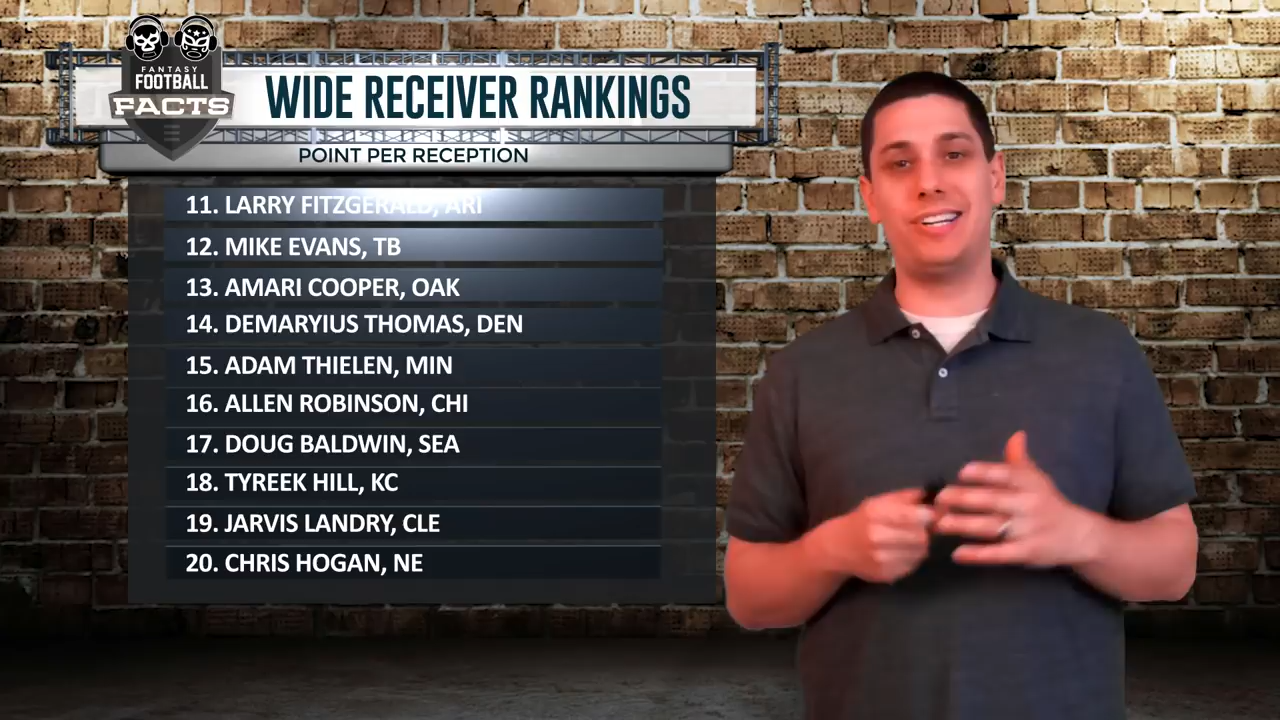 FANTASY
FOOTBALL
FACTS
WIDE RECEIVER RANKINGS
POINT PER RECEPTION
11. LARRY FITZGERALD, ARI
12. MIKE EVANS, TB
13. AMARI COOPER, OAK
14. DEMARYIUS THOMAS, DEN
15. ADAM THIELEN, MIN
16. ALLEN ROBINSON, CHI
17. DOUG BALDWIN, SEA
18. TYREEK HILL, KC
19. JARVIS LANDRY, CLE
20. CHRIS HOGAN, NE